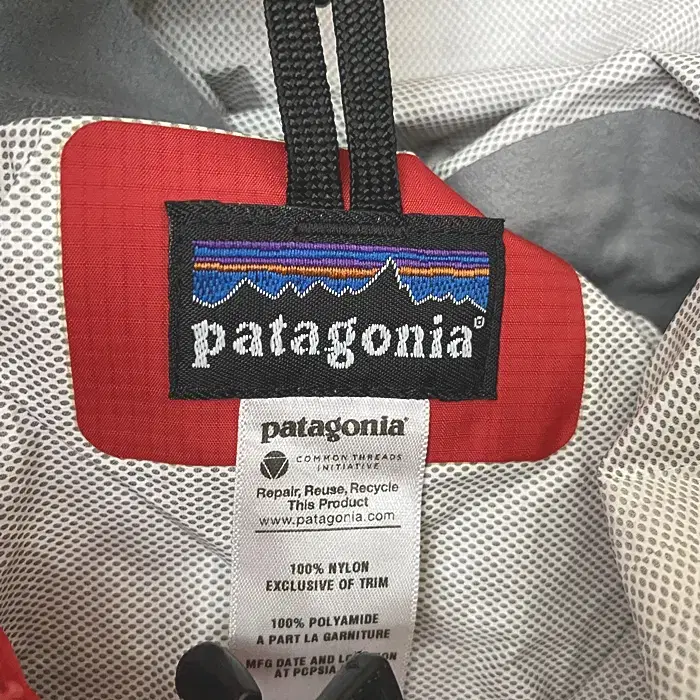 patagonia®
patagonia®
COMMON THREADS
INITIATIVE
Repair, Reuse, Recycle
This Product
www.patagonia.com
100% NYLON
EXCLUSIVE OF TRIM
100% POLYAMIDE
A PART LA GARNITURE
MFG DATE AND
AT PCPSIA